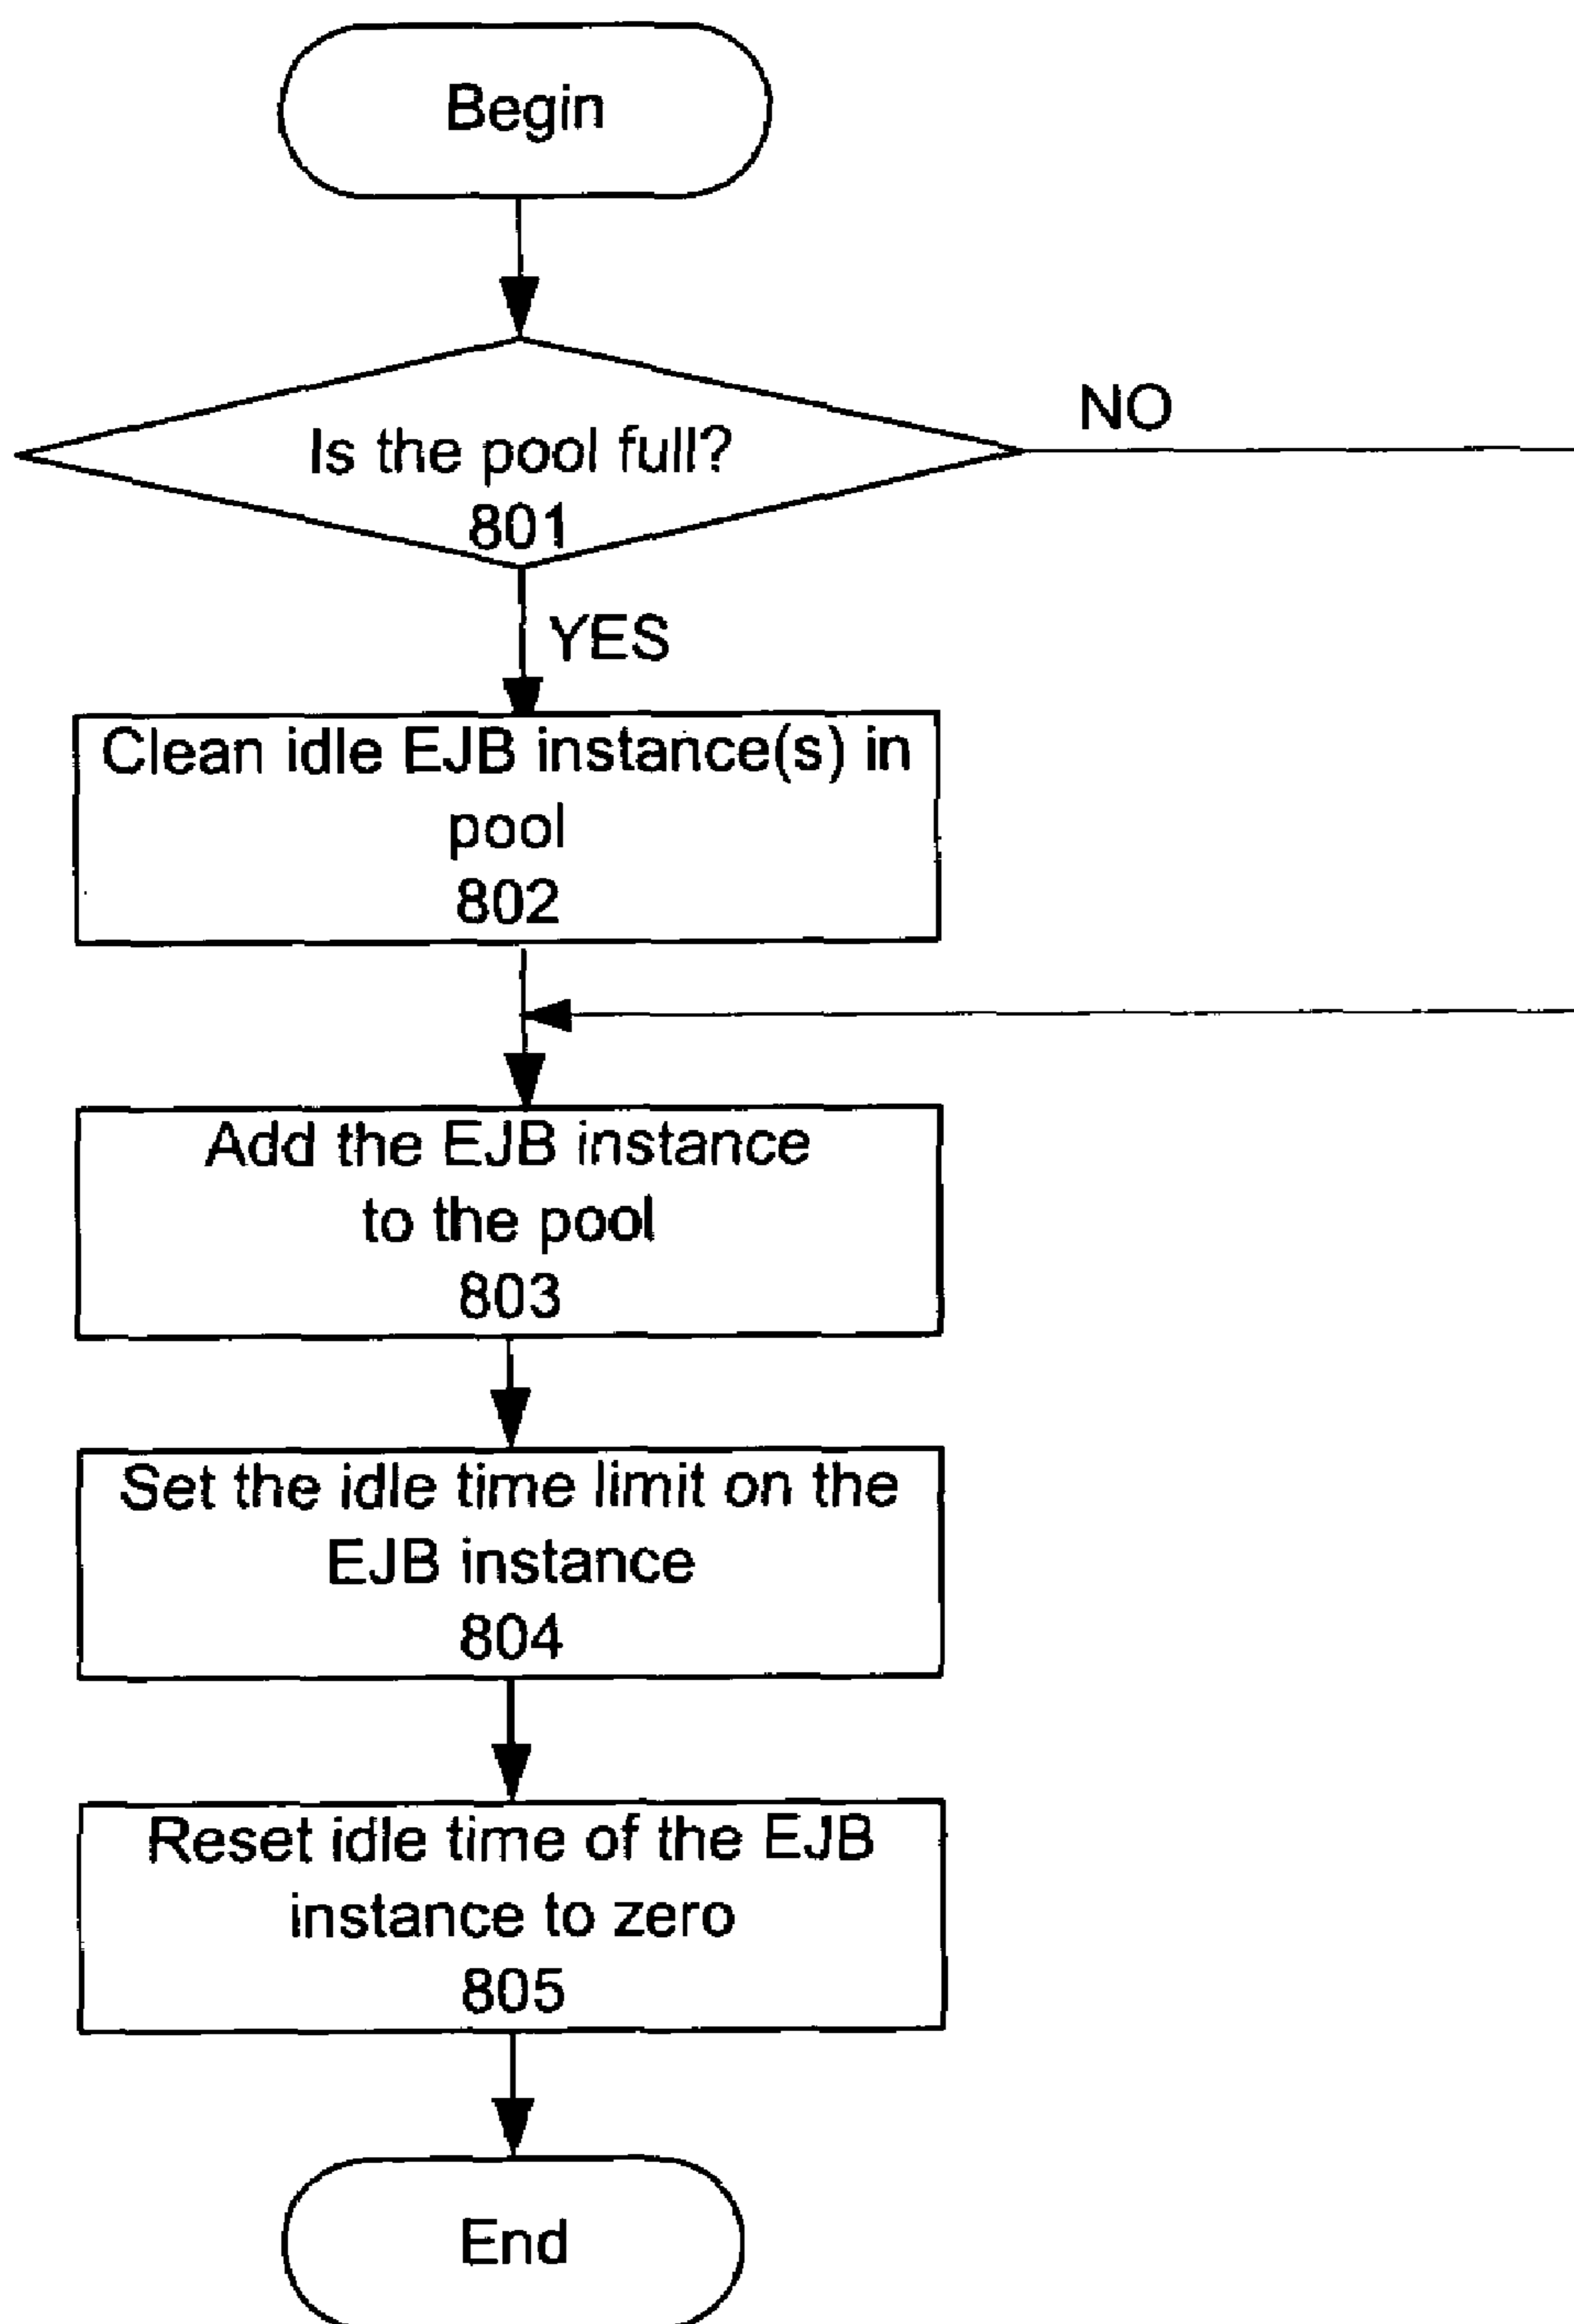 Begin
Is the pool full?
801
NO
YES
Clean idle EJB instance(s) in
pool
802
Add the EJB instance
to the pool
803
Set the idle time limit on the
EJB instance
804
Reset idle time of the EJB
instance to zero
805
End